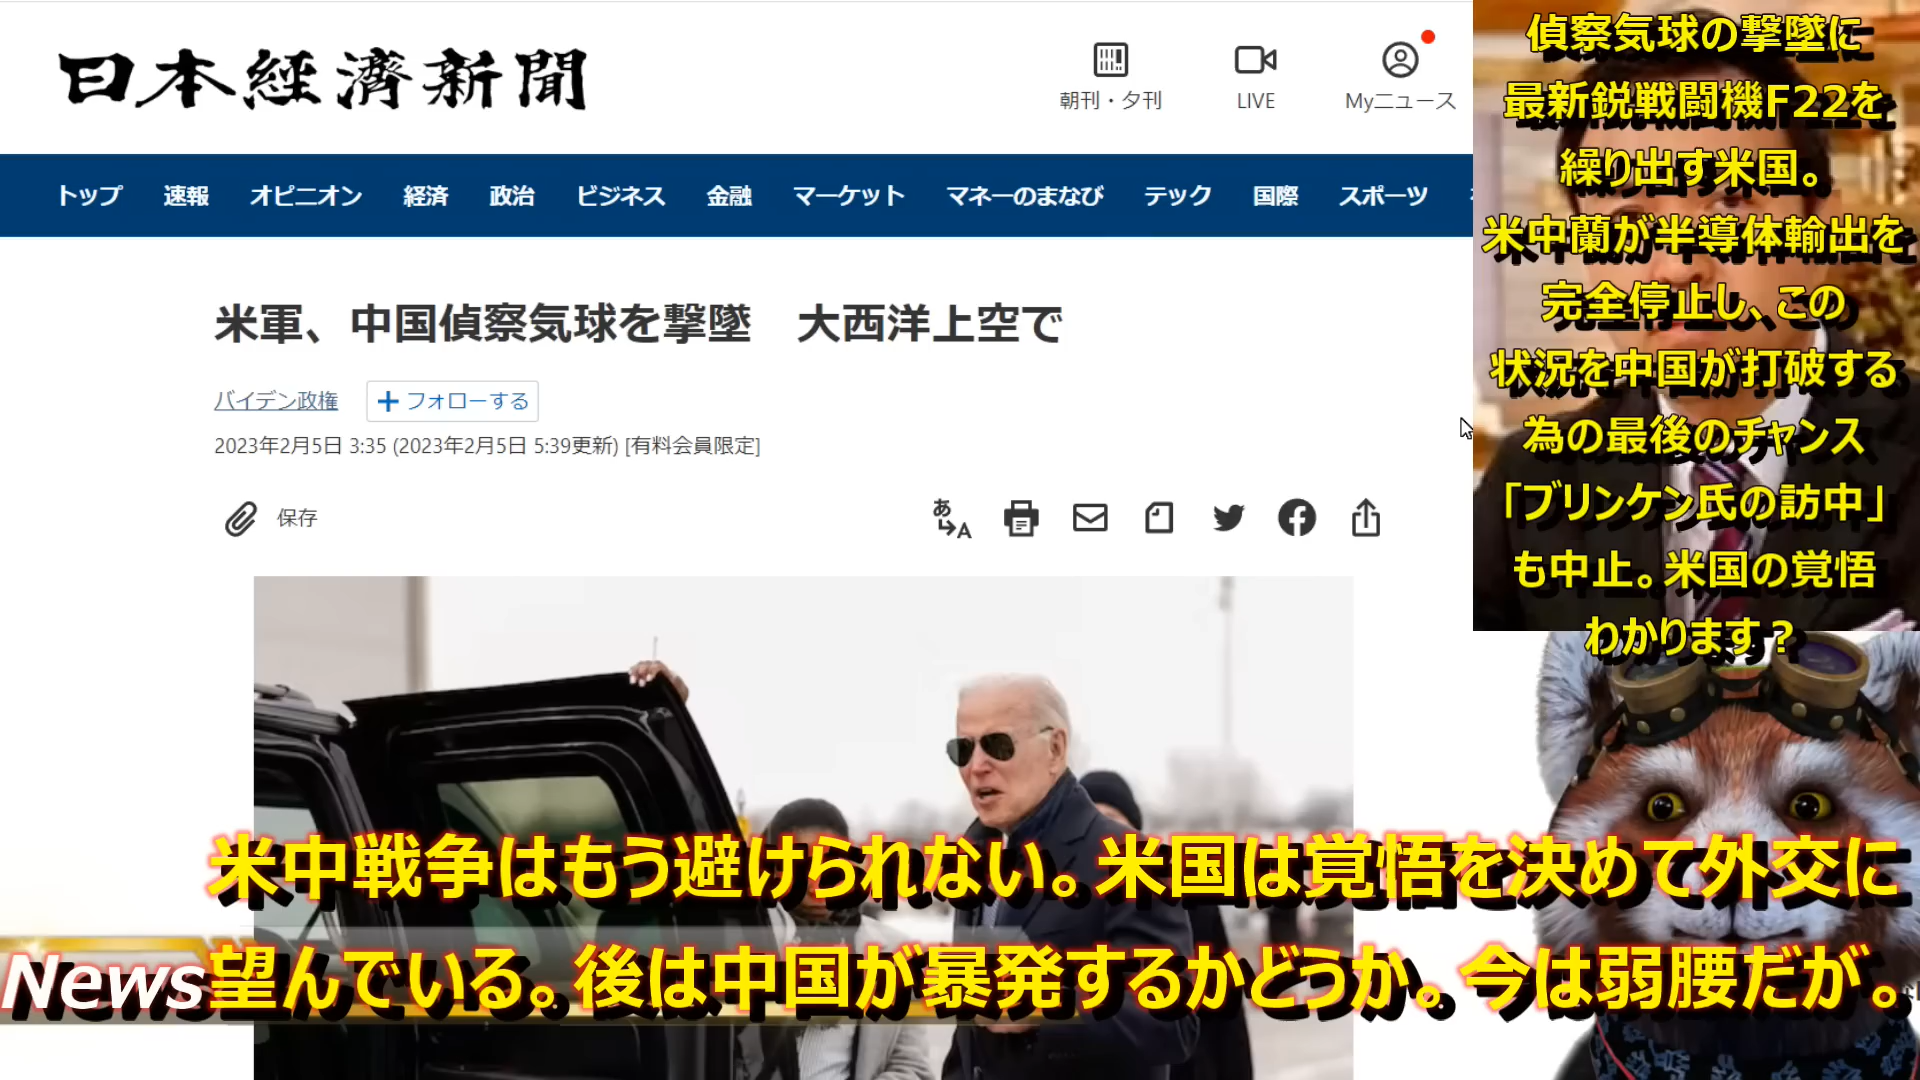 日本経済新聞
朝刊・夕刊
LIVE
Myニュース
トップ 速報 オピニオン 経済 政治 ビジネス 金融 マーケット マネーのまなび テック 国際 スポーツ
米軍、中国偵察気球を撃墜 大西洋上空で
バイデン政権
フォローする
2023年2月5日 3:35 (2023年2月5日 5:39更新) [有料会員限定]
保存
あ
A
偵察気球の撃墜に
最新鋭戦闘機F22を
繰り出す米国。
米中蘭が半導体輸出を
完全停止し、この
状況を中国が打破する
為の最後のチャンス
「ブリンケン氏の訪中」
も中止。米国の覚悟
わかります？
米中戦争はもう避けられない。米国は覚悟を決めて外交に
News
望んでいる。後は中国が暴発するかどうか。今は弱腰だが。